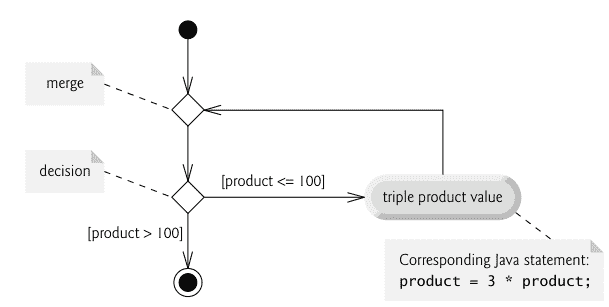 merge
decision
[product <= 100]
triple product value
[product > 100]
Corresponding Java statement:
product = 3 * product;